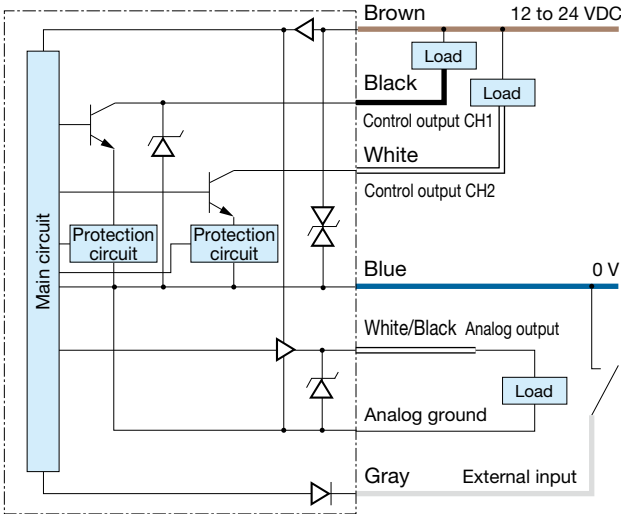 Brown
12 to 24 VDC
Load
Black
Load
Control output CH1
White
Control output CH2
Main circuit
Protection
circuit
Protection
circuit
Blue
0 V
White/Black
Analog output
Load
Analog ground
Gray
External input